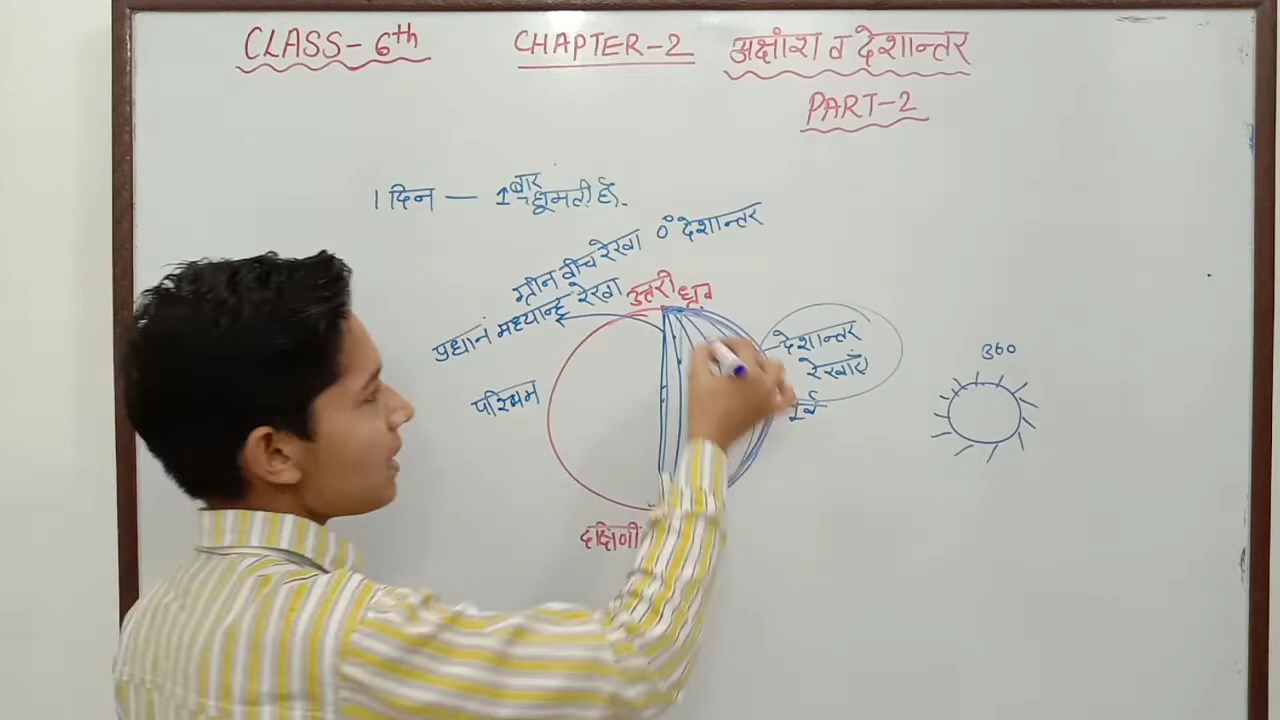 CLASS-6th CHAPTER-2 अक्षांश व देशान्तर
PART-2
1 दिन — 1 बार घूमती है।
ग्रीन वीच रेखा 0° देशान्तर
प्रधान मध्यान्ह रेखा
उत्तरी ध्रुव
देशान्तर
रेखाएँ
360
पश्चिम
दक्षिणी